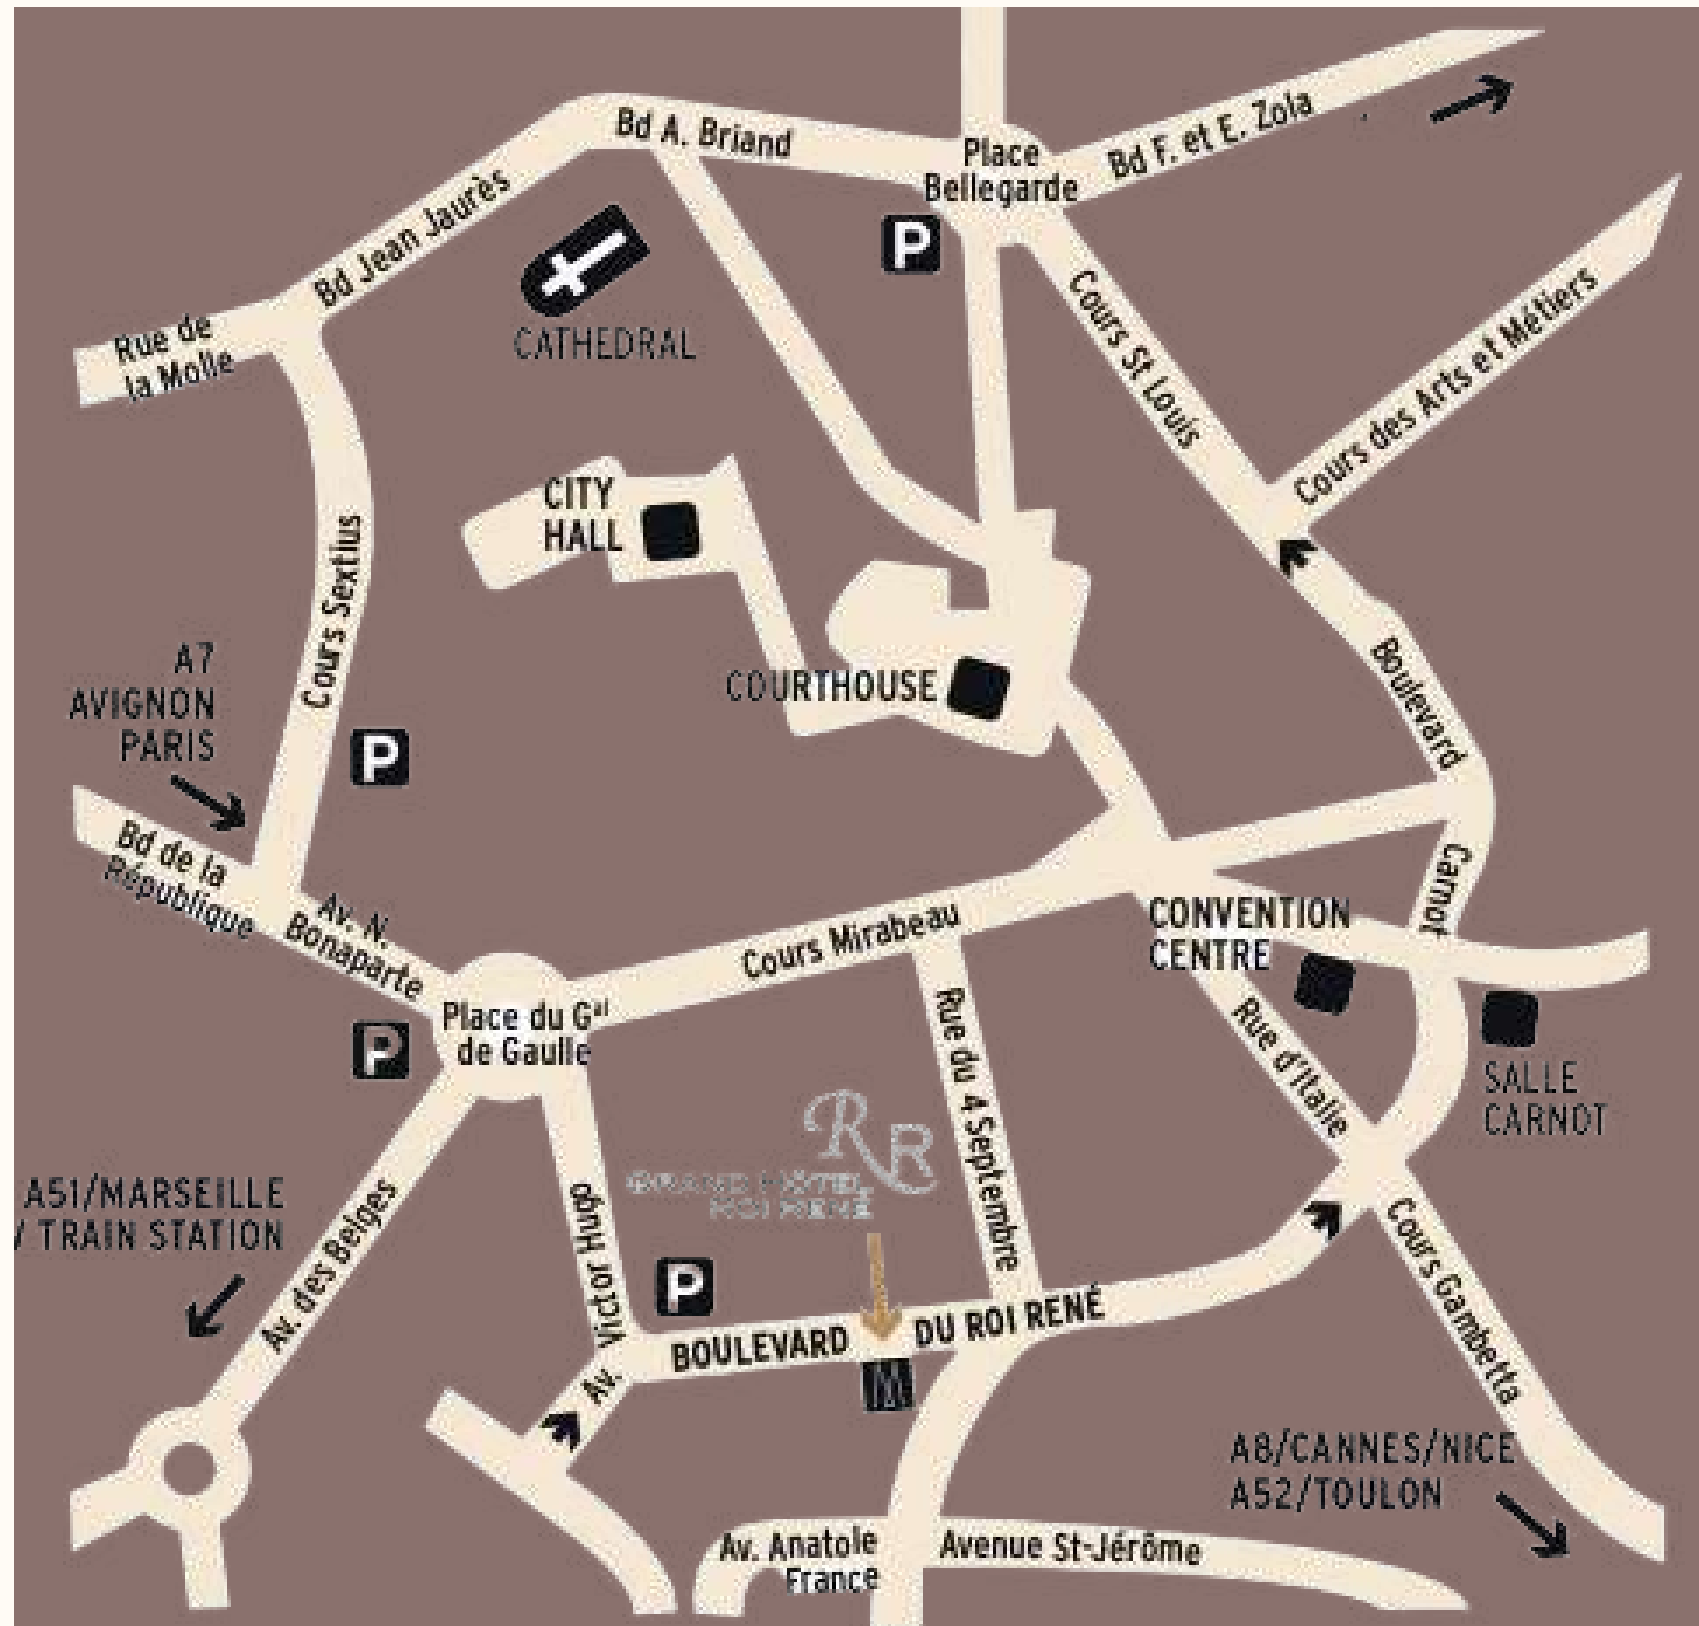 Bd A. Briand
Place
Bellegarde
Bd F. et E. Zola
P
Bd Jean Jaurès
CATHEDRAL
Rue de
la Molle
Cours St Louis
Cours des Arts et Métiers
CITY
HALL
Cours Sextius
COURTHOUSE
Boulevard
Carnot
A7
AVIGNON
PARIS
P
Bd de la
République
Av. N.
Bonaparte
Cours Mirabeau
CONVENTION
CENTRE
Place du Gal
de Gaulle
P
Rue du 4 Septembre
Rue d'Italie
SALLE
CARNOT
RR
GRAND HÔTEL
ROI RENÉ
A51/MARSEILLE
/ TRAIN STATION
Av. des Belges
Av. Victor Hugo
P
BOULEVARD DU ROI RENÉ
M
Cours Gambetta
A8/CANNES/NICE
A52/TOULON
Av. Anatole
France
Avenue St-Jérôme